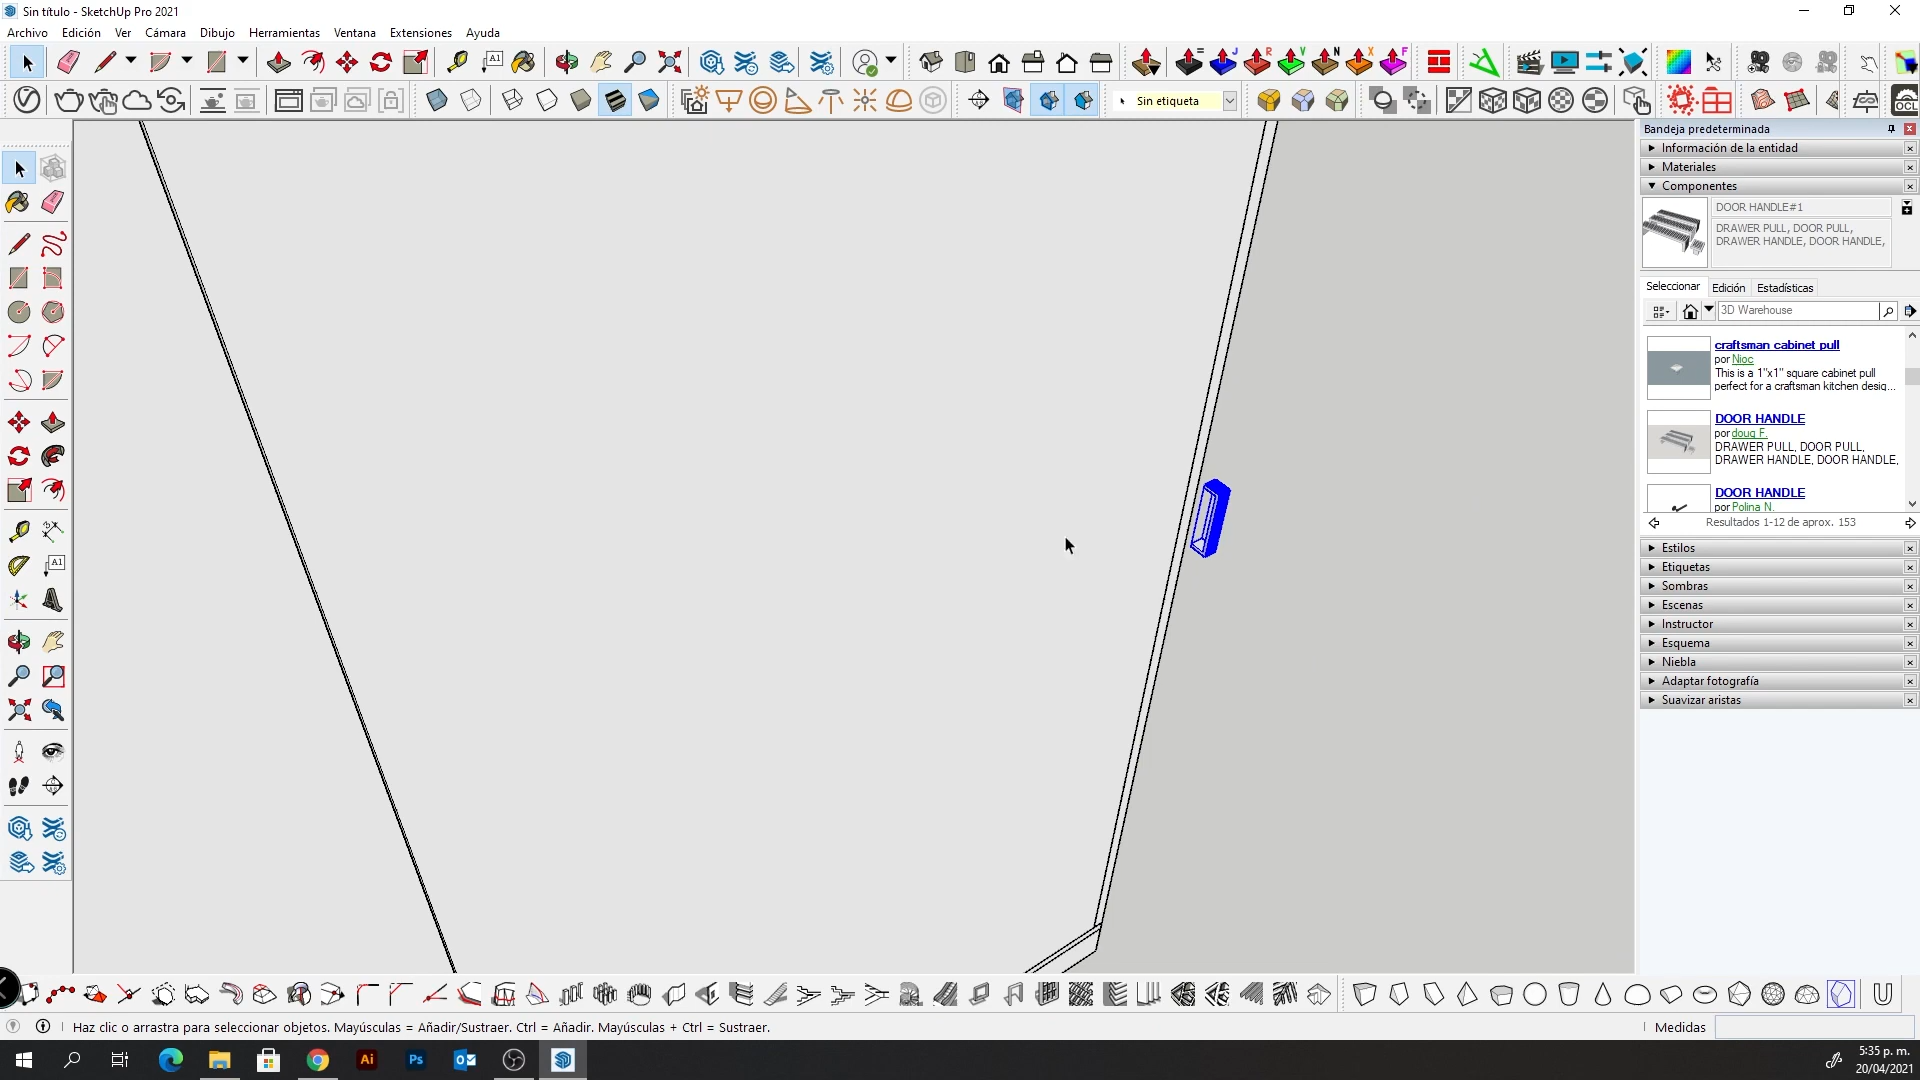 Sin título - SketchUp Pro 2021
Archivo Edición Ver Cámara Dibujo Herramientas Ventana Extensiones Ayuda
A1
= J R V N X F
Sin etiqueta
OCL
Bandeja predeterminada
Información de la entidad
Materiales
Componentes
DOOR HANDLE#1
DRAWER PULL, DOOR PULL,
DRAWER HANDLE, DOOR HANDLE,
Seleccionar Edición Estadísticas
3D Warehouse
craftsman cabinet pull
por Nioc
This is a 1"x1" square cabinet pull
perfect for a craftsman kitchen desig...
DOOR HANDLE
por doug F.
DRAWER PULL, DOOR PULL,
DRAWER HANDLE, DOOR HANDLE,
DOOR HANDLE
por Polina N.
Resultados 1-12 de aprox. 153
Estilos
Etiquetas
Sombras
Escenas
Instructor
Esquema
Niebla
Adaptar fotografía
Suavizar aristas
A1
Haz clic o arrastra para seleccionar objetos. Mayúsculas = Añadir/Sustraer. Ctrl = Añadir. Mayúsculas + Ctrl = Sustraer.
Medidas
Ai
Ps
5:35 p. m.
20/04/2021